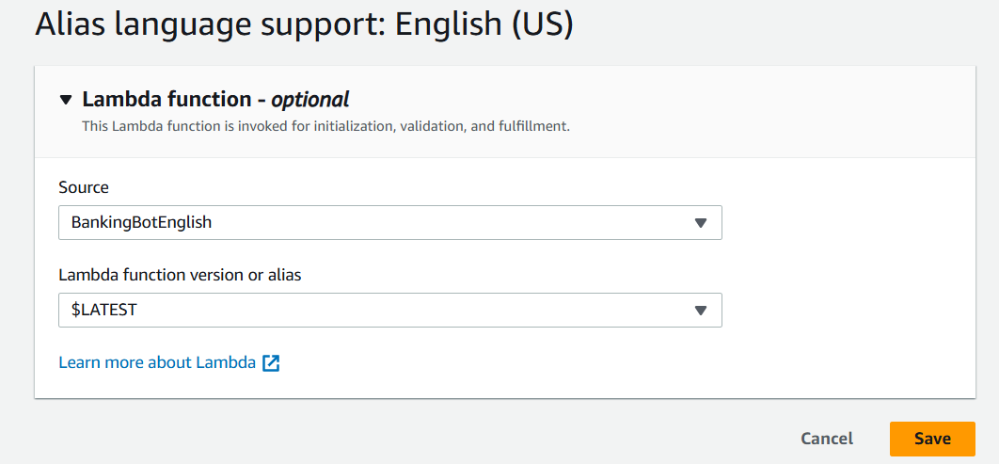 Alias language support: English (US)
Lambda function - optional
This Lambda function is invoked for initialization, validation, and fulfillment.
Source
BankingBotEnglish
Lambda function version or alias
$LATEST
Learn more about Lambda
Cancel
Save